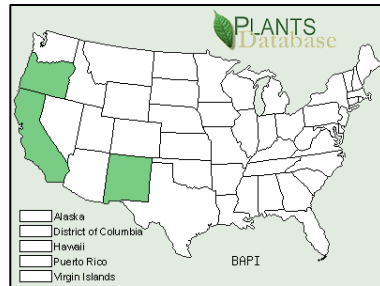 PLANTS
Database
Alaska
District of Columbia
Hawaii
Puerto Rico
Virgin Islands
BAPI